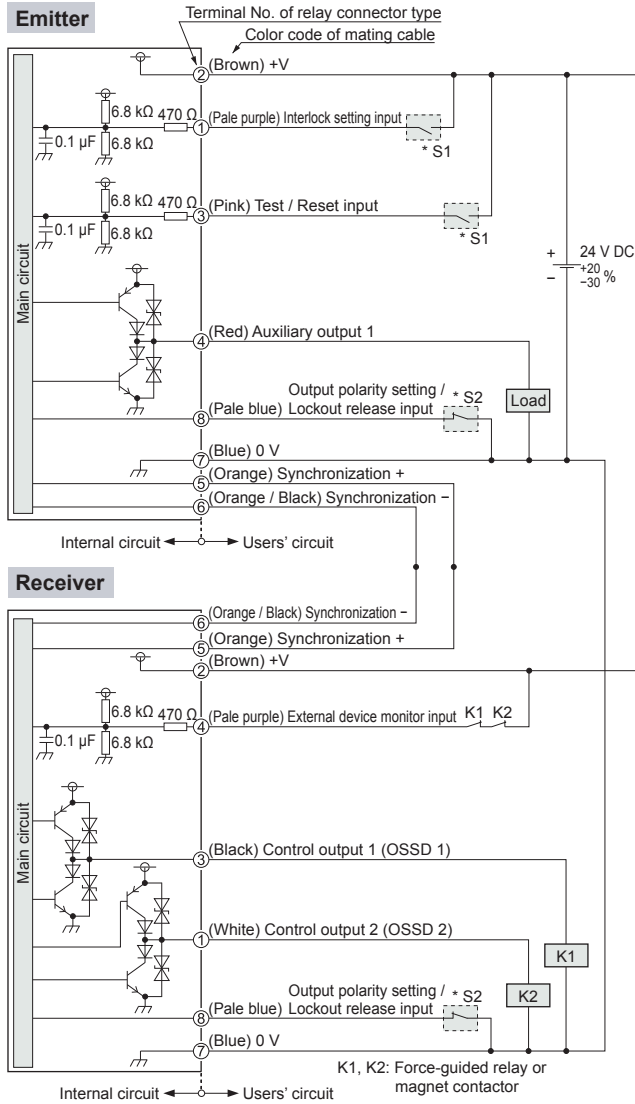 Emitter
Terminal No. of relay connector type
Color code of mating cable
② (Brown) +V
6.8 kΩ 470 Ω
① (Pale purple) Interlock setting input
0.1 µF 6.8 kΩ
* S1
6.8 kΩ 470 Ω
③ (Pink) Test / Reset input
0.1 µF 6.8 kΩ
* S1
+ 24 V DC
− +20 −30 %
Main circuit
④ (Red) Auxiliary output 1
Load
Output polarity setting / * S2
⑧ (Pale blue) Lockout release input
⑦ (Blue) 0 V
⑤ (Orange) Synchronization +
⑥ (Orange / Black) Synchronization −
Internal circuit Users' circuit
Receiver
⑥ (Orange / Black) Synchronization −
⑤ (Orange) Synchronization +
② (Brown) +V
6.8 kΩ 470 Ω
④ (Pale purple) External device monitor input K1 K2
0.1 µF 6.8 kΩ
Main circuit
③ (Black) Control output 1 (OSSD 1)
① (White) Control output 2 (OSSD 2)
K1
K2
Output polarity setting / * S2
⑧ (Pale blue) Lockout release input
⑦ (Blue) 0 V
K1, K2: Force-guided relay or
magnet contactor
Internal circuit Users' circuit